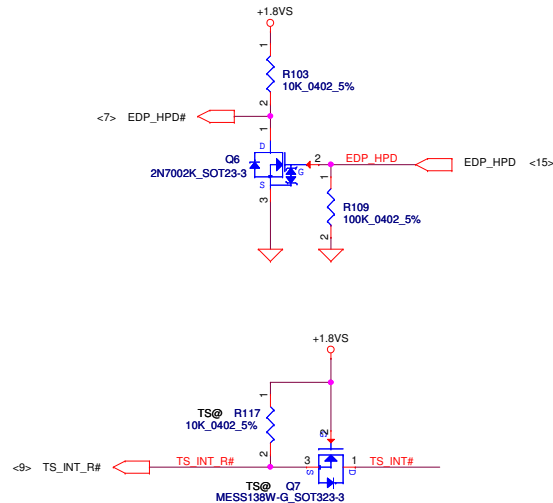 +1.8VS
1
R103
10K_0402_5%
2
<7> EDP_HPD#
1
D
Q6
2N7002K_SOT23-3
G
2
EDP_HPD
EDP_HPD <15>
S
3
1
R109
100K_0402_5%
2
+1.8VS
1
TS@ R117
10K_0402_5%
2
2
G
<9> TS_INT_R#
TS_INT_R#
3
S
D
1
TS_INT#
TS@ Q7
MESS138W-G_SOT323-3